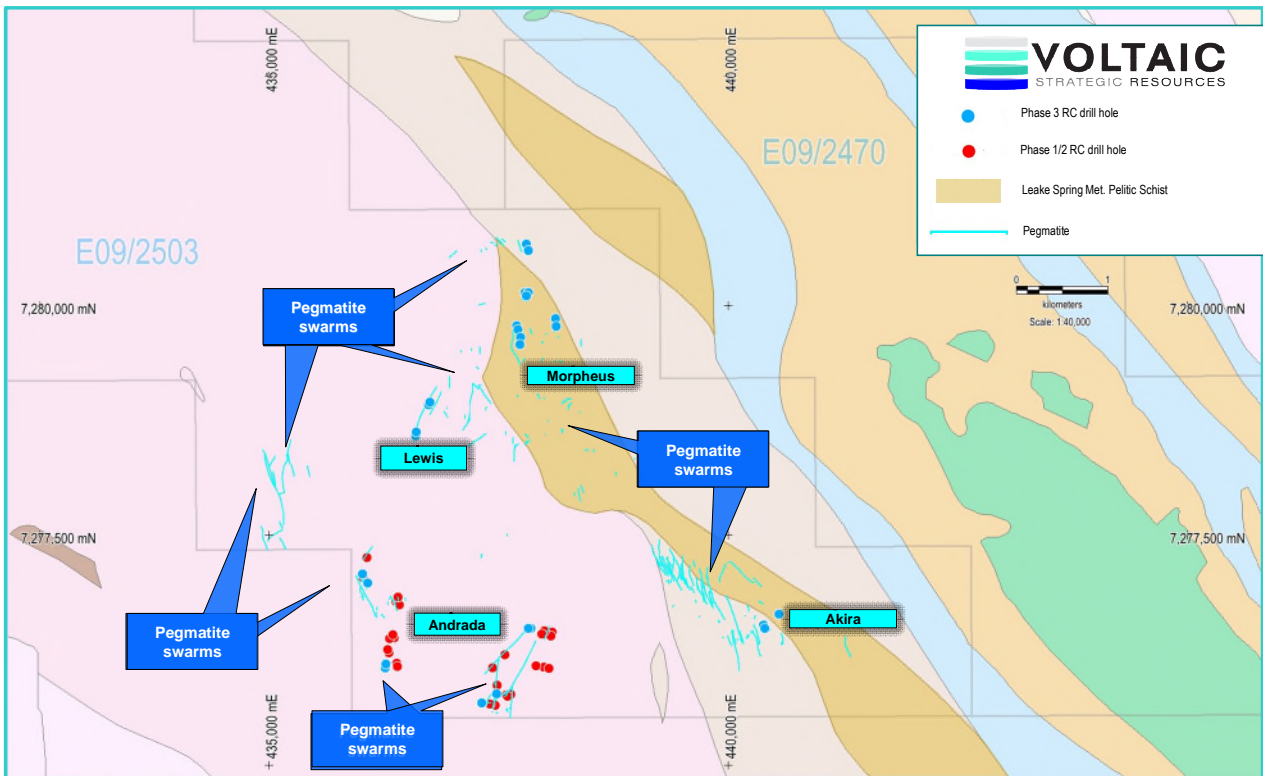 435,000 mE
440,000 mE
VOLTAIC
STRATEGIC RESOURCES
Phase 3 RC drill hole
Phase 1/2 RC drill hole
Leake Spring Met. Pelitic Schist
Pegmatite
E09/2470
E09/2503
0 1
kilometers
Scale: 1:40,000
7,280,000 mN
7,280,000 mN
Pegmatite
swarms
Morpheus
Lewis
Pegmatite
swarms
7,277,500 mN
7,277,500 mN
Andrada
Akira
Pegmatite
swarms
Pegmatite
swarms
435,000 mE
440,000 mE